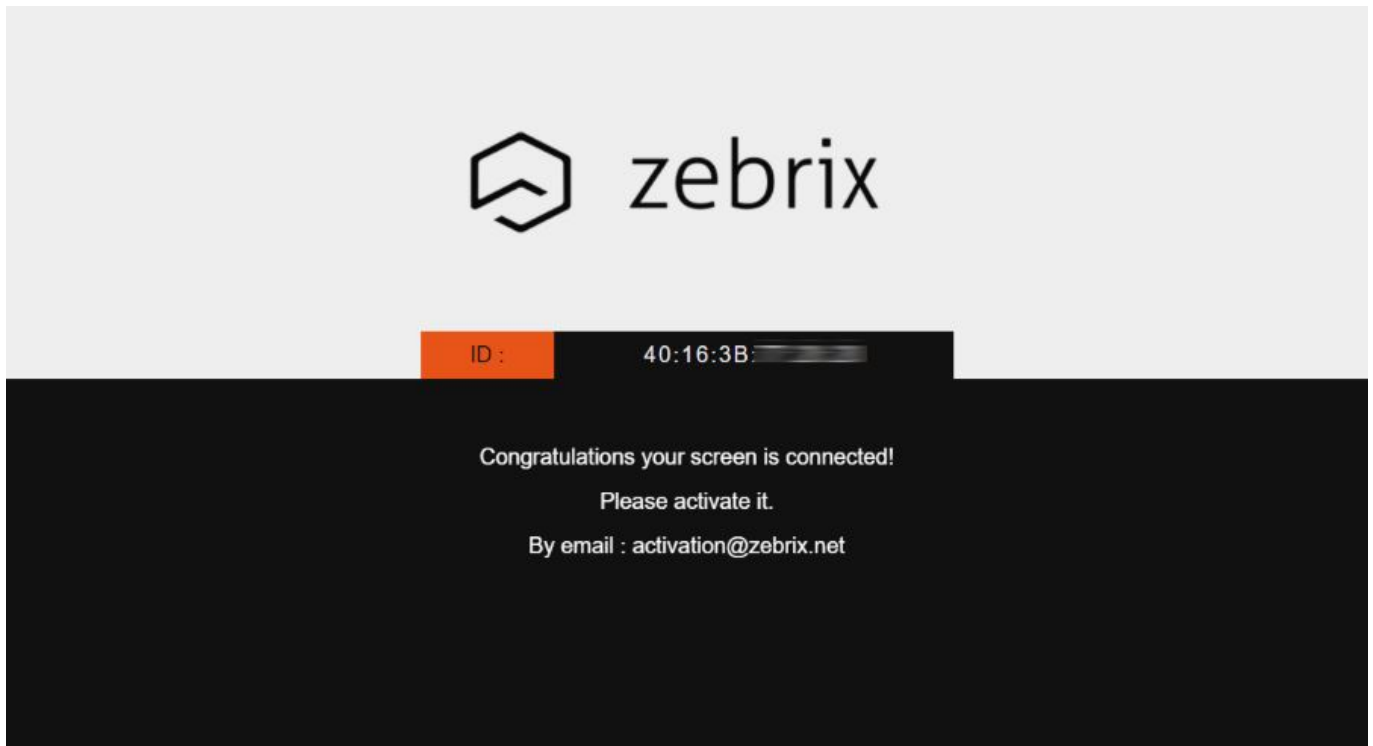 zebrix
ID : 40:16:3B:
Congratulations your screen is connected!
Please activate it.
By email : activation@zebrix.net